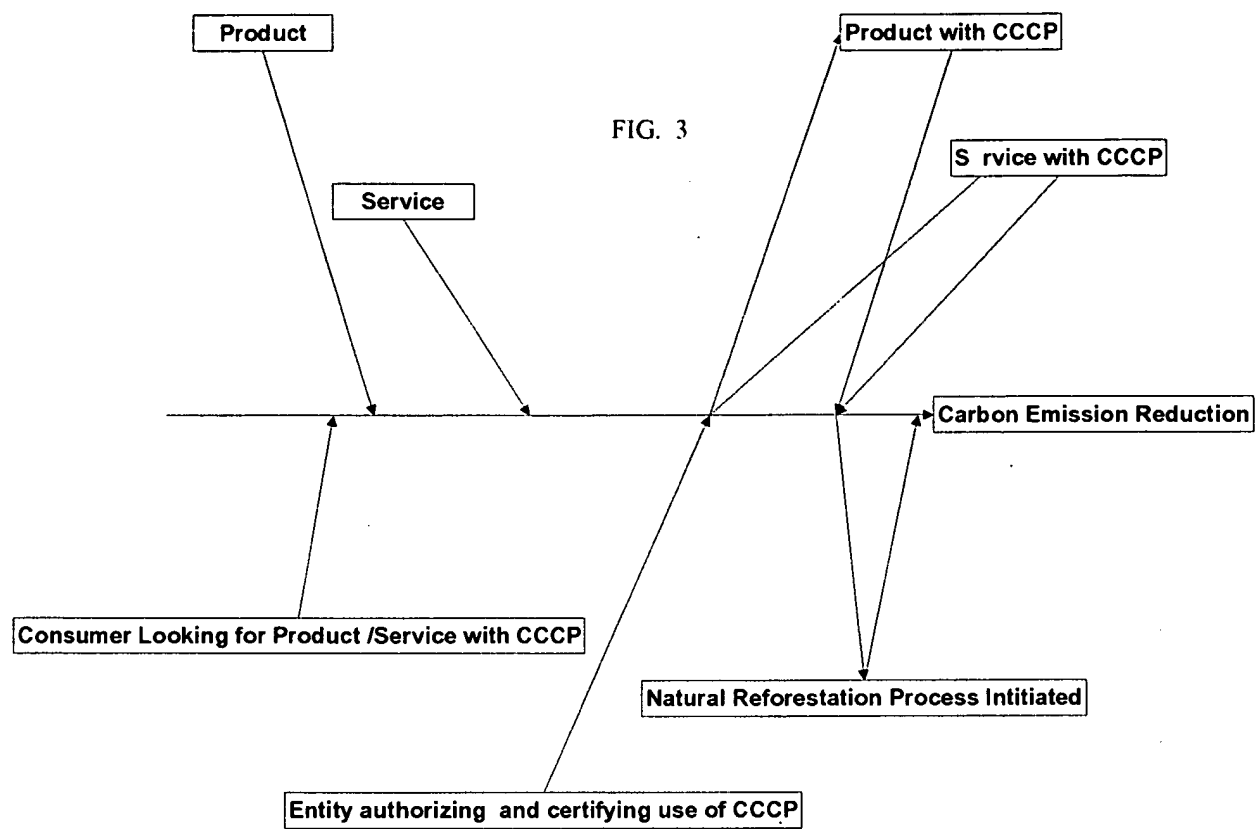 Product
Product with CCCP
FIG. 3
S rvice with CCCP
Service
Carbon Emission Reduction
Consumer Looking for Product /Service with CCCP
Natural Reforestation Process Intitiated
Entity authorizing and certifying use of CCCP